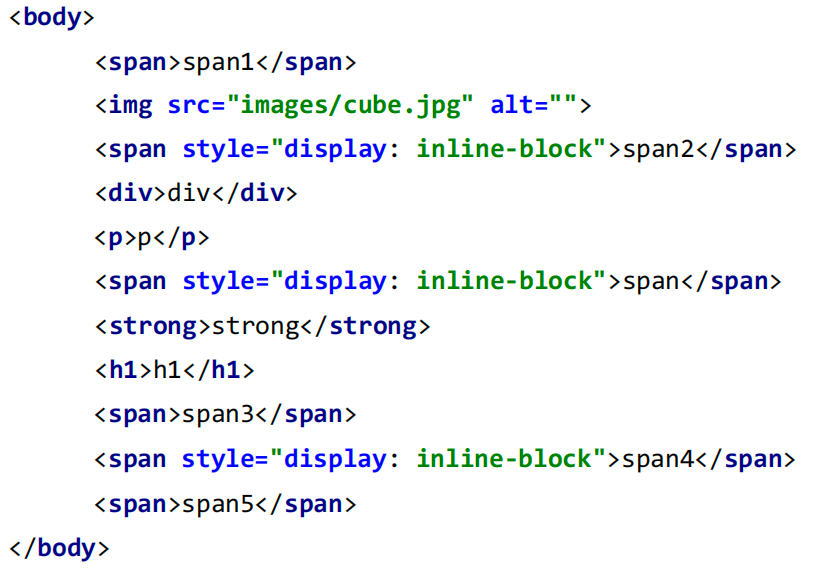 <body>
<span>span1</span>
<img src="images/cube.jpg" alt="">
<span style="display: inline-block">span2</span>
<div>div</div>
<p>p</p>
<span style="display: inline-block">span</span>
<strong>strong</strong>
<h1>h1</h1>
<span>span3</span>
<span style="display: inline-block">span4</span>
<span>span5</span>
</body>